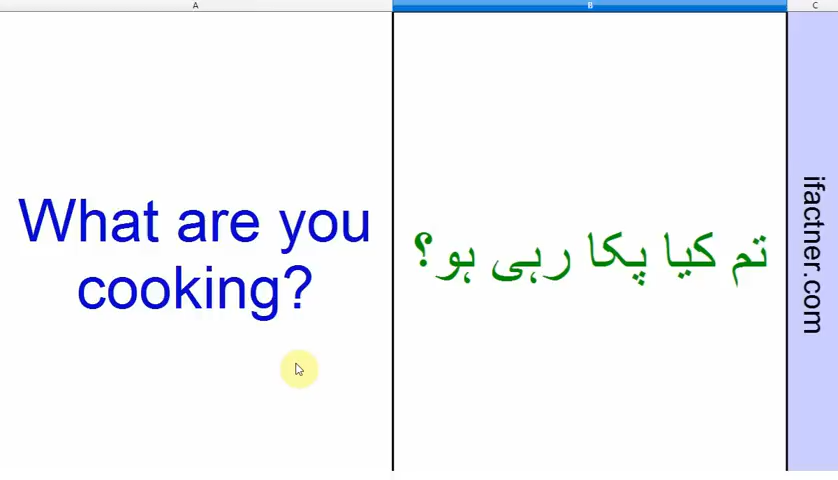 A
B
C
What are you
cooking?
تم کیا پکا رہی ہو؟
ifactner.com